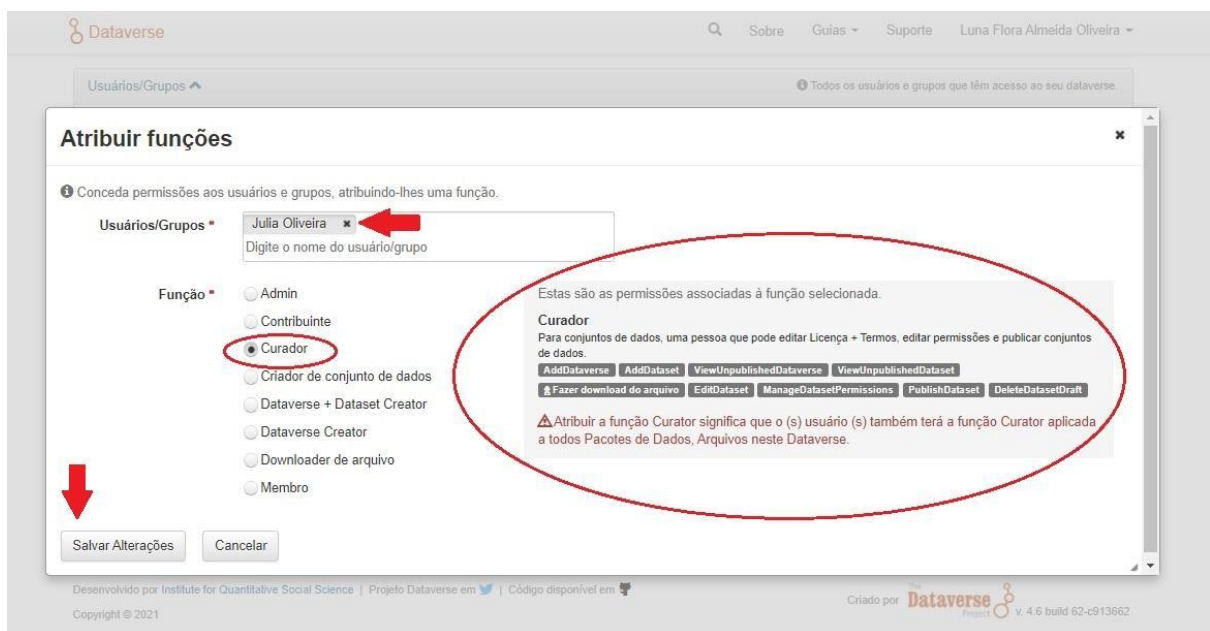 Dataverse
Sobre Guias Suporte Luna Flora Almeida Oliveira
Usuários/Grupos
Todos os usuários e grupos que têm acesso ao seu dataverse.
Atribuir funções
Conceda permissões aos usuários e grupos, atribuindo-lhes uma função.
Usuários/Grupos * Julia Oliveira
Digite o nome do usuário/grupo
Função *
Admin
Contribuinte
Curador
Criador de conjunto de dados
Dataverse + Dataset Creator
Dataverse Creator
Downloader de arquivo
Membro
Estas são as permissões associadas à função selecionada.
Curador
Para conjuntos de dados, uma pessoa que pode editar Licença + Termos, editar permissões e publicar conjuntos
de dados.
AddDataverse AddDataset ViewUnpublishedDataverse ViewUnpublishedDataset
Fazer download do arquivo EditDataset ManageDatasetPermissions PublishDataset DeleteDatasetDraft
Atribuir a função Curator significa que o (s) usuário (s) também terá a função Curator aplicada
a todos Pacotes de Dados, Arquivos neste Dataverse.
Salvar Alterações Cancelar
Desenvolvido por Institute for Quantitative Social Science | Projeto Dataverse em | Código disponível em
Copyright © 2021
Criado por The Dataverse Project v. 4.6 build 62-c913662